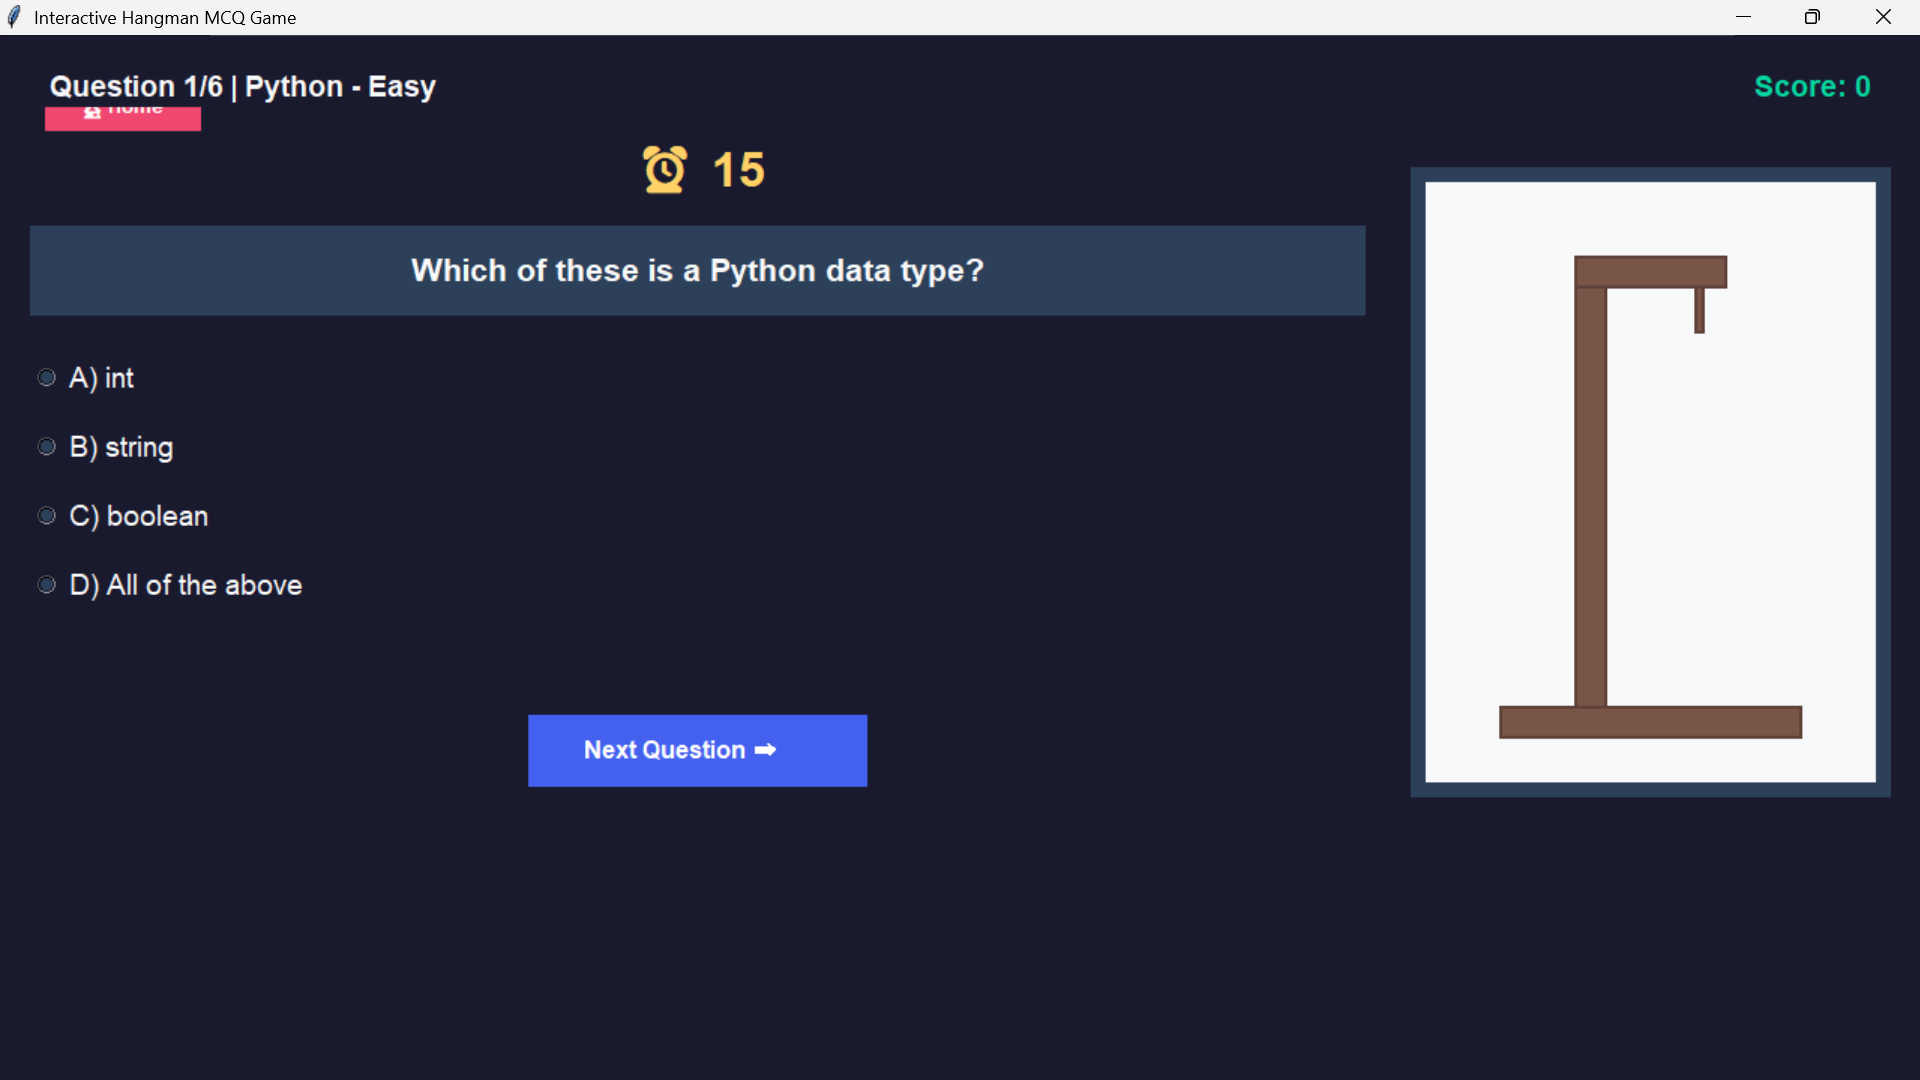 Interactive Hangman MCQ Game
Question 1/6 | Python - Easy
Score: 0
Home
15
Which of these is a Python data type?
A) int
B) string
C) boolean
D) All of the above
Next Question ➡